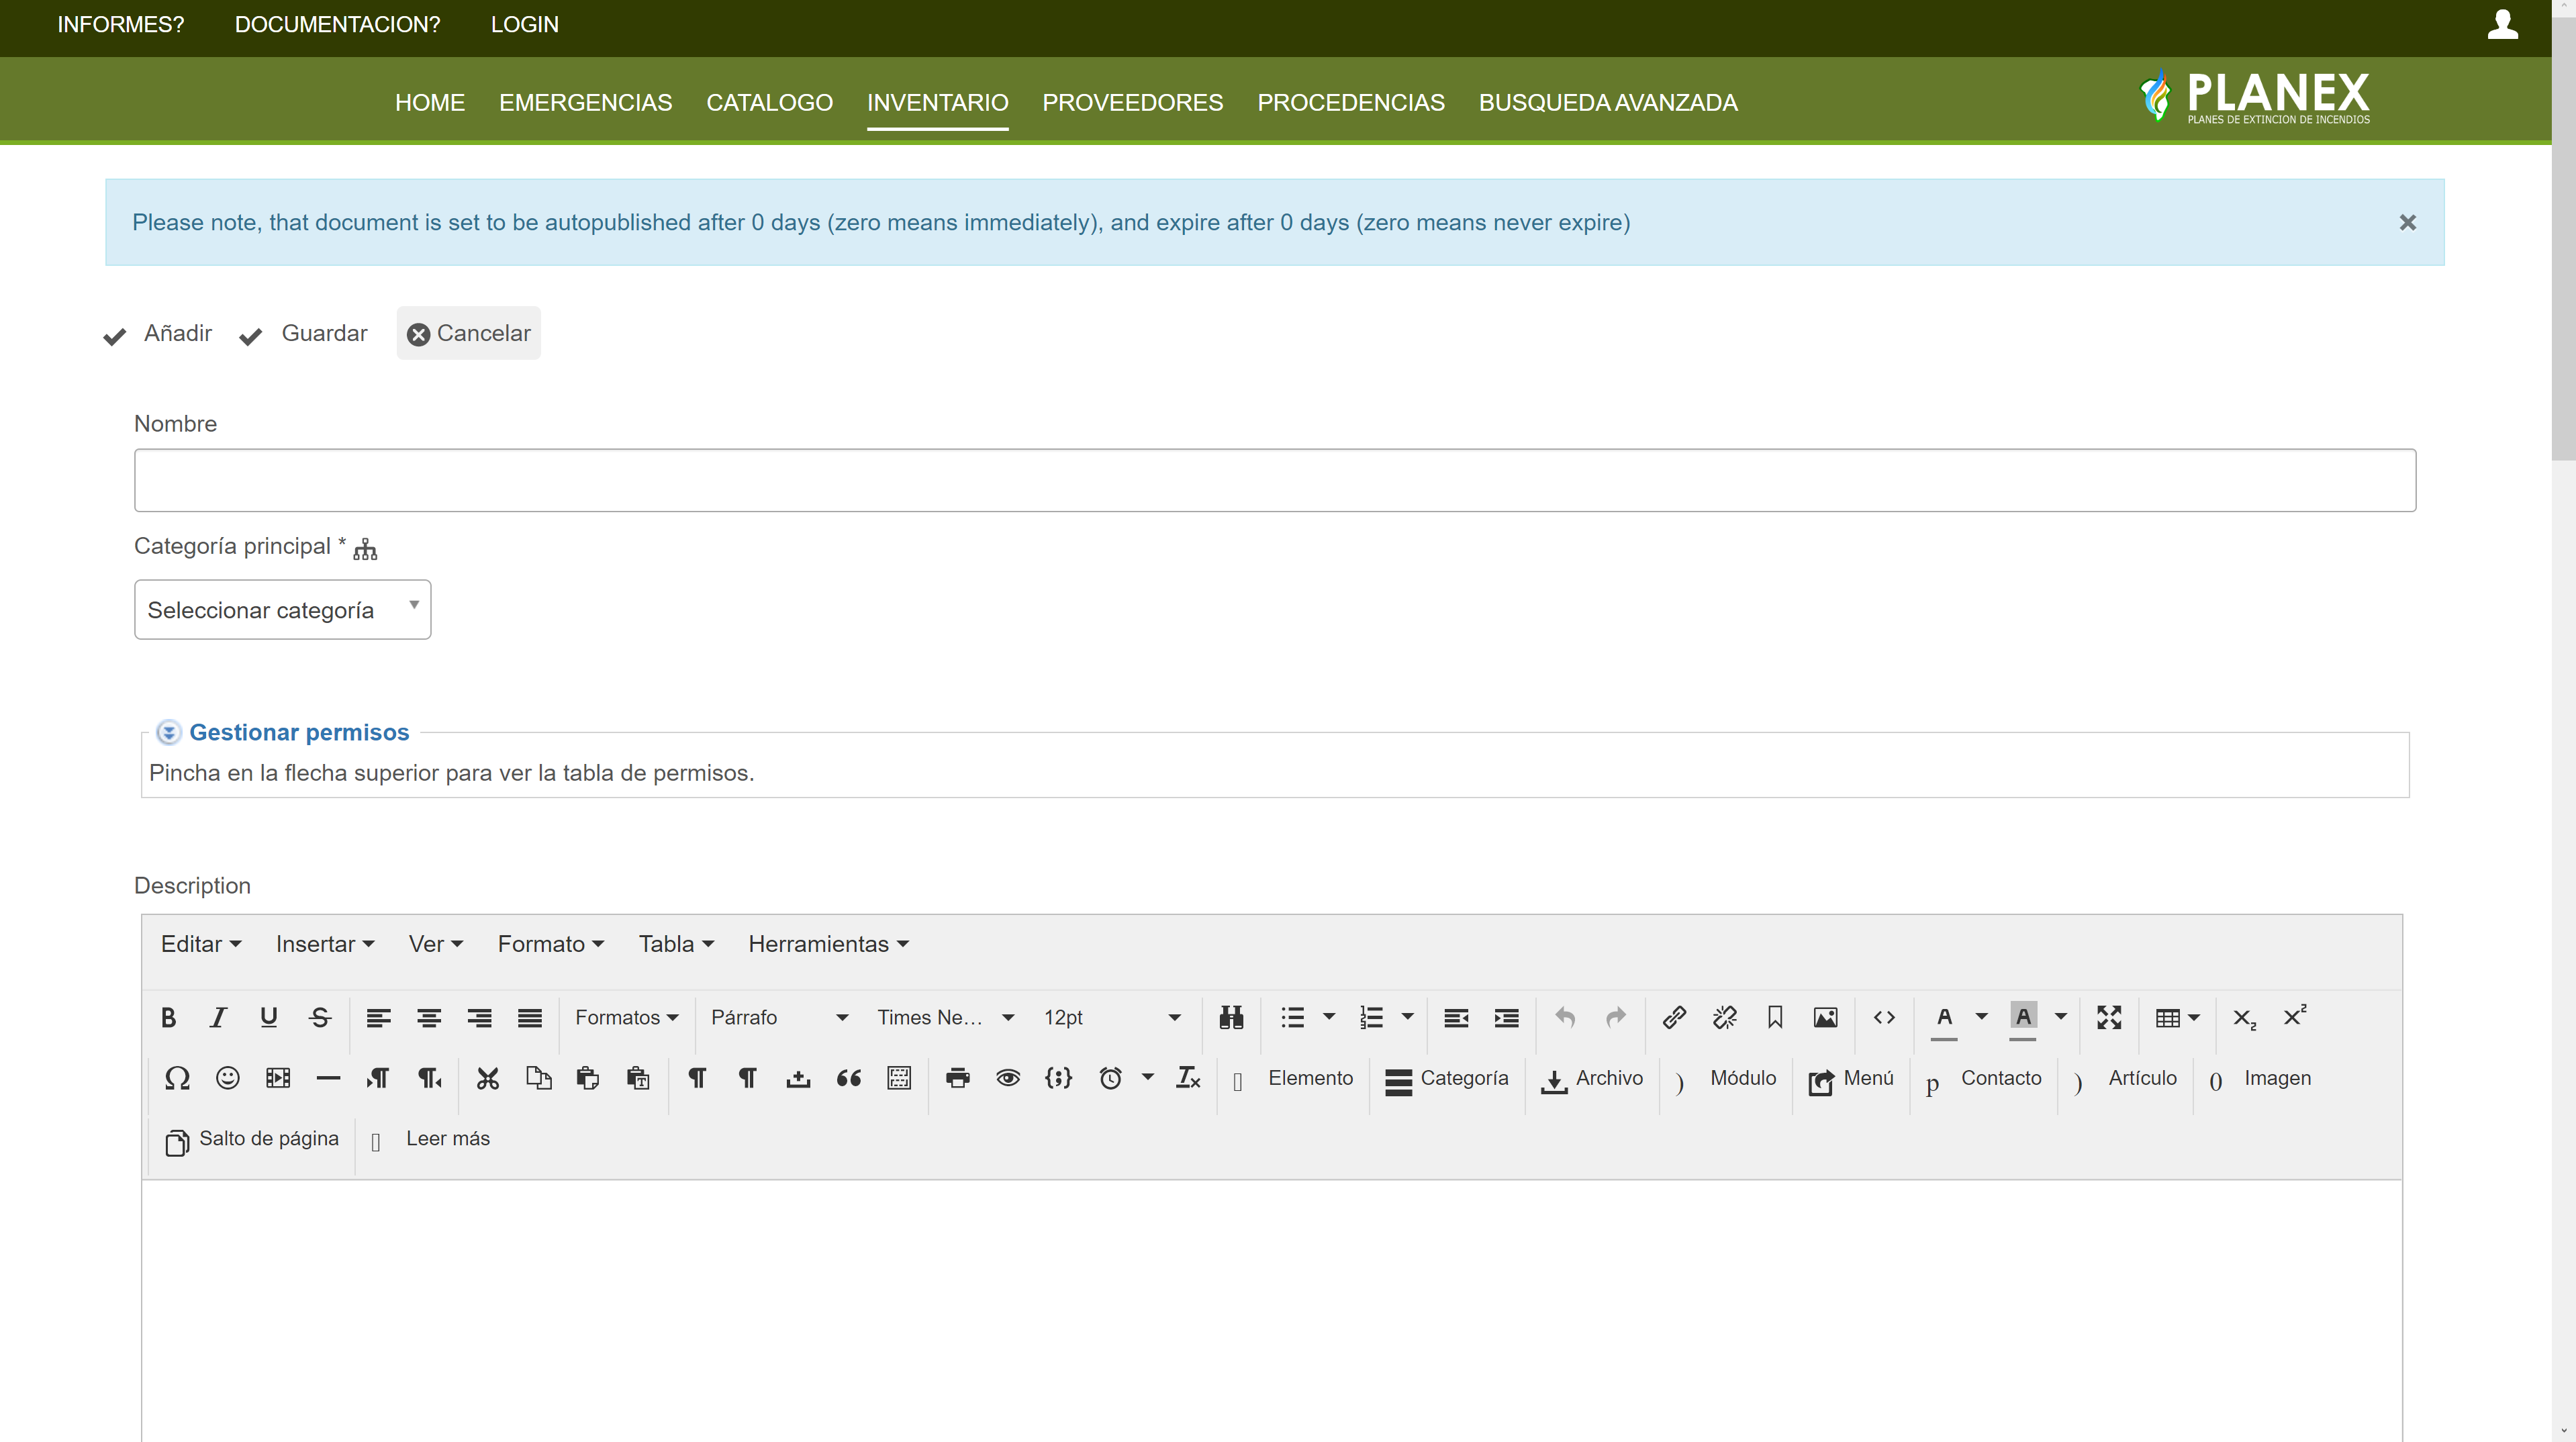 INFORMES? DOCUMENTACION? LOGIN
HOME EMERGENCIAS CATALOGO INVENTARIO PROVEEDORES PROCEDENCIAS BUSQUEDA AVANZADA
PLANEX
PLANES DE EXTINCION DE INCENDIOS
Please note, that document is set to be autopublished after 0 days (zero means immediately), and expire after 0 days (zero means never expire)
Añadir Guardar Cancelar
Nombre
Categoría principal *
Seleccionar categoría
Gestionar permisos
Pincha en la flecha superior para ver la tabla de permisos.
Description
Editar Insertar Ver Formato Tabla Herramientas
Formatos Párrafo Times Ne... 12pt
Elemento Categoría Archivo ) Módulo Menú p Contacto ) Artículo 0 Imagen
Salto de página Leer más